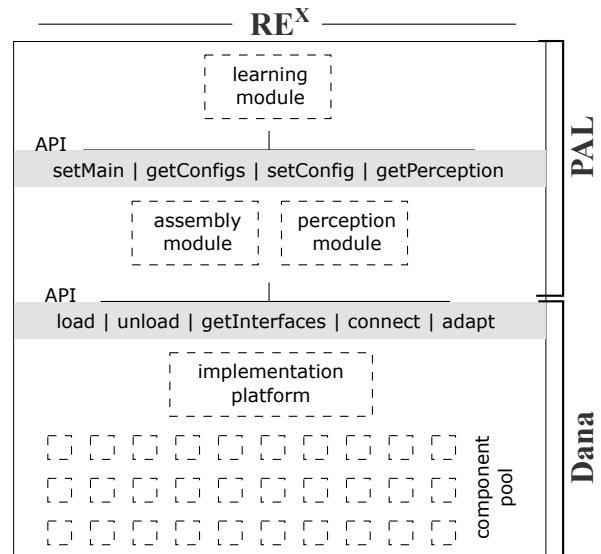 RE^X
learning
module
API
setMain | getConfigs | setConfig | getPerception
assembly
module
perception
module
PAL
API
load | unload | getInterfaces | connect | adapt
implementation
platform
component
pool
Dana